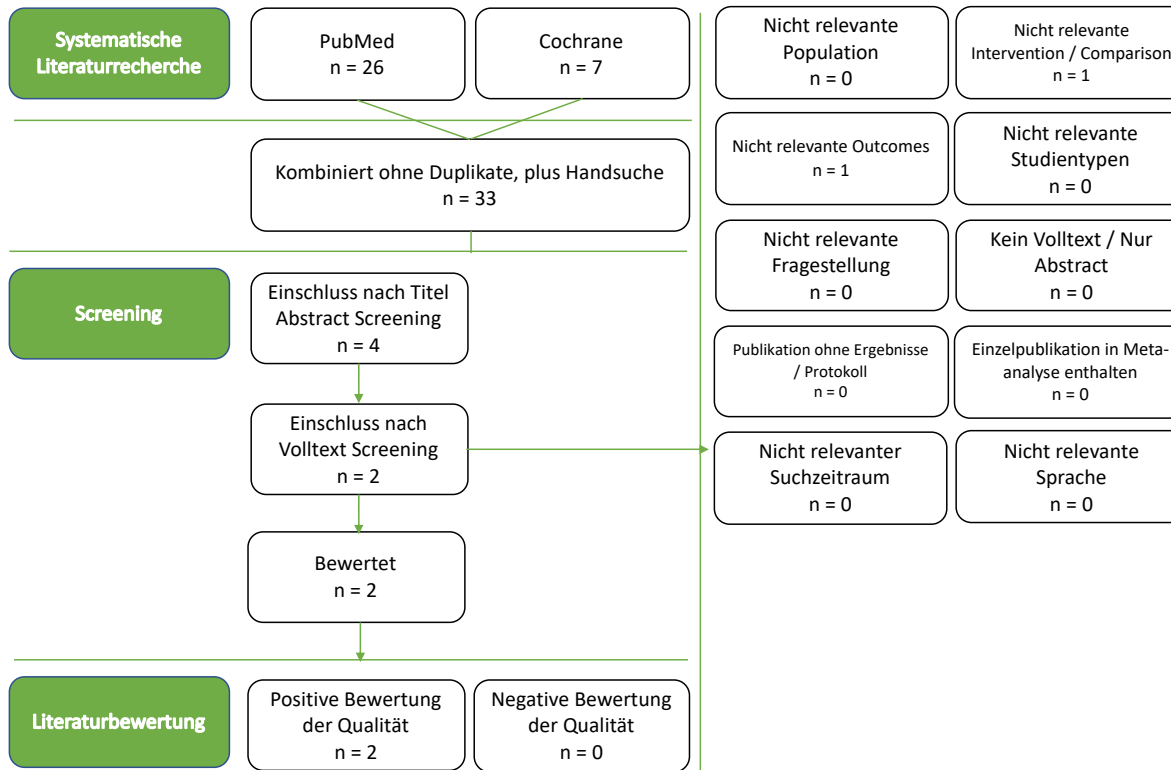 Systematische
Literaturrecherche
PubMed
n = 26
Cochrane
n = 7
Kombiniert ohne Duplikate, plus Handsuche
n = 33
Screening
Einschluss nach Titel
Abstract Screening
n = 4
Einschluss nach
Volltext Screening
n = 2
Bewertet
n = 2
Literaturbewertung
Positive Bewertung
der Qualität
n = 2
Negative Bewertung
der Qualität
n = 0
Nicht relevante
Population
n = 0
Nicht relevante
Intervention / Comparison
n = 1
Nicht relevante Outcomes
n = 1
Nicht relevante
Studientypen
n = 0
Nicht relevante
Fragestellung
n = 0
Kein Volltext / Nur
Abstract
n = 0
Publikation ohne Ergebnisse
/ Protokoll
n = 0
Einzelpublikation in Meta-
analyse enthalten
n = 0
Nicht relevanter
Suchzeitraum
n = 0
Nicht relevante
Sprache
n = 0